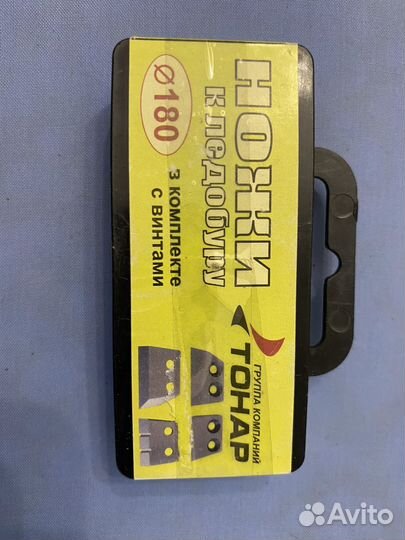 НОЖИ
к ледобуру
Ø180
в комплекте
с винтами
ГРУППА КОМПАНИЙ
ТОНАР
Avito